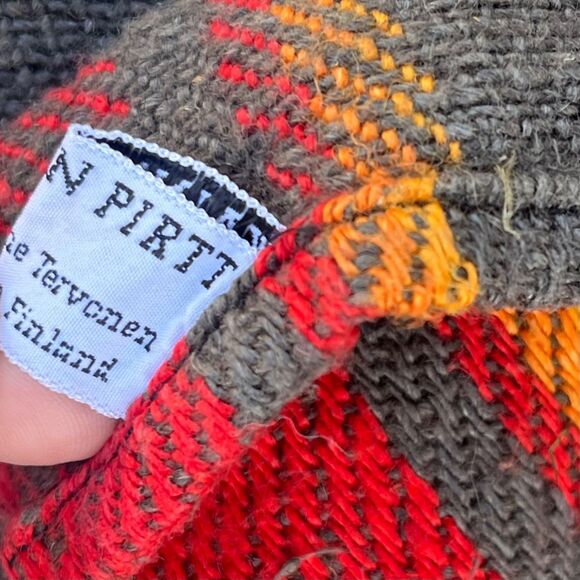 N PIRTT
e Tervonen
Finland